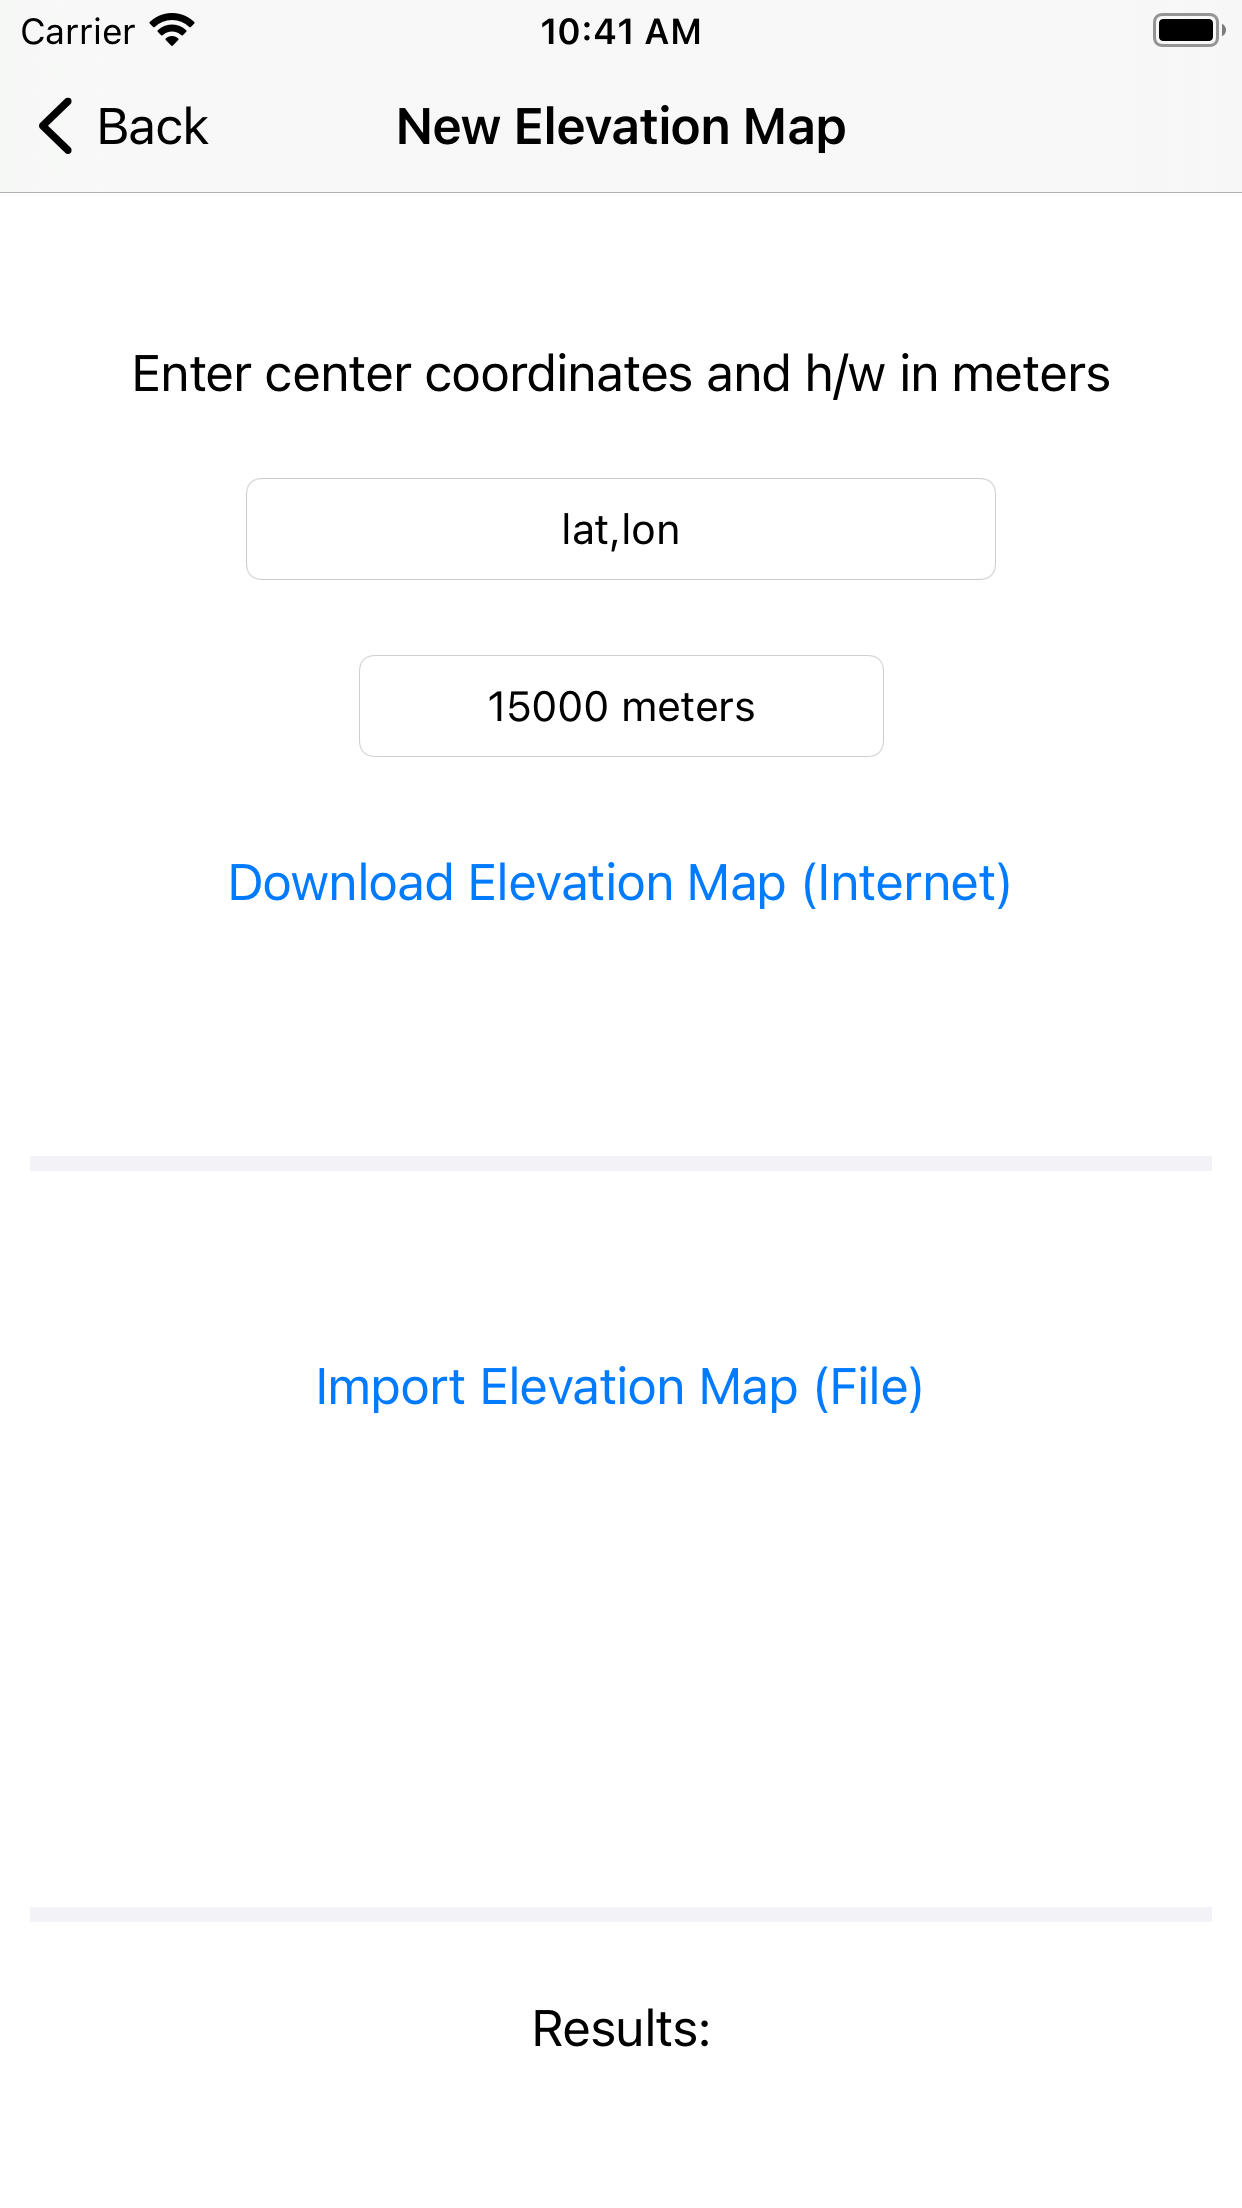 Carrier 10:41 AM
Back New Elevation Map
Enter center coordinates and h/w in meters
lat,lon
15000 meters
Download Elevation Map (Internet)
Import Elevation Map (File)
Results: